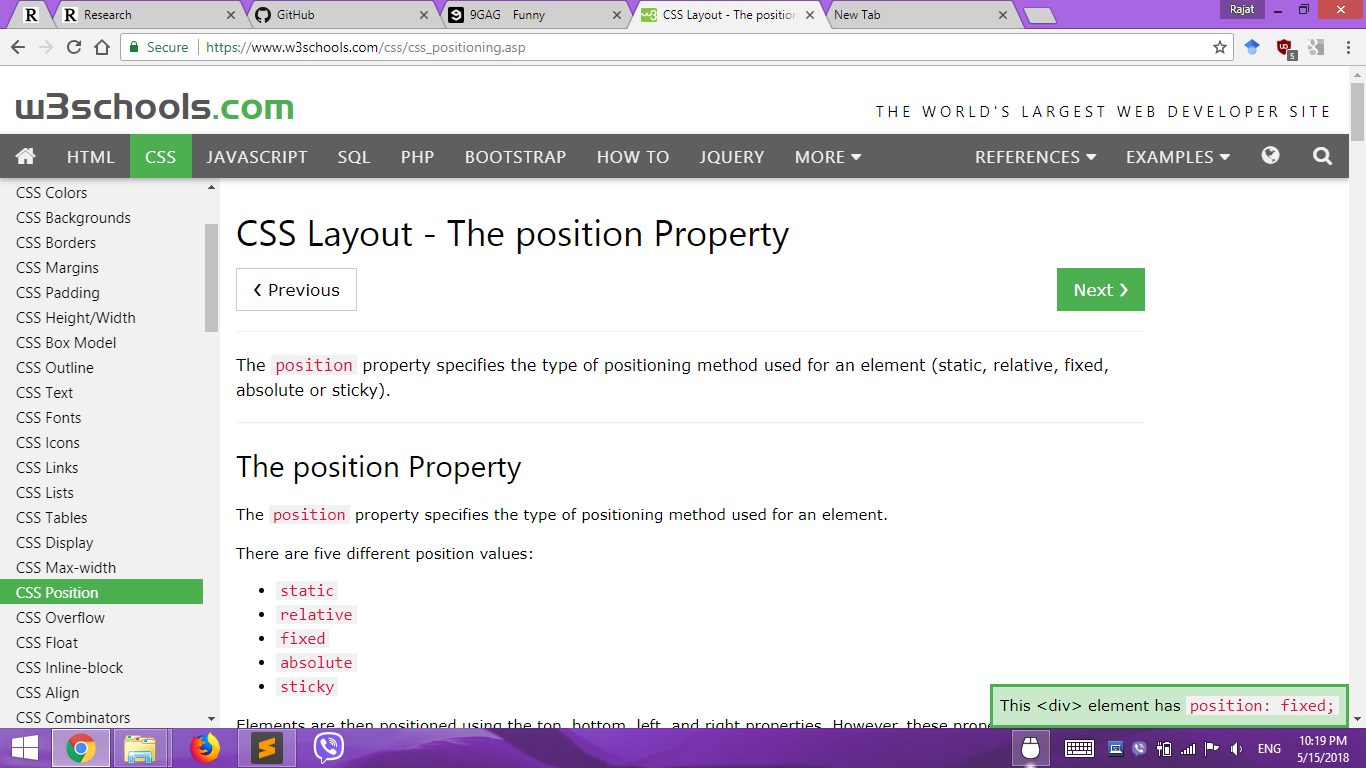 R
R Research
GitHub
9GAG Funny
CSS Layout - The position
New Tab
Rajat
Secure https://www.w3schools.com/css/css_positioning.asp
5
w3schools.com
THE WORLD'S LARGEST WEB DEVELOPER SITE
HTML CSS JAVASCRIPT SQL PHP BOOTSTRAP HOW TO JQUERY MORE REFERENCES EXAMPLES
CSS Colors
CSS Backgrounds
CSS Borders
CSS Margins
CSS Padding
CSS Height/Width
CSS Box Model
CSS Outline
CSS Text
CSS Fonts
CSS Icons
CSS Links
CSS Lists
CSS Tables
CSS Display
CSS Max-width
CSS Position
CSS Overflow
CSS Float
CSS Inline-block
CSS Align
CSS Combinators
CSS Layout - The position Property
❮ Previous
Next ❯
The position property specifies the type of positioning method used for an element (static, relative, fixed,
absolute or sticky).
The position Property
The position property specifies the type of positioning method used for an element.
There are five different position values:
• static
• relative
• fixed
• absolute
• sticky
Elements are then positioned using the top, bottom, left, and right properties. However, these
This <div> element has position: fixed;
ENG
10:19 PM
5/15/2018